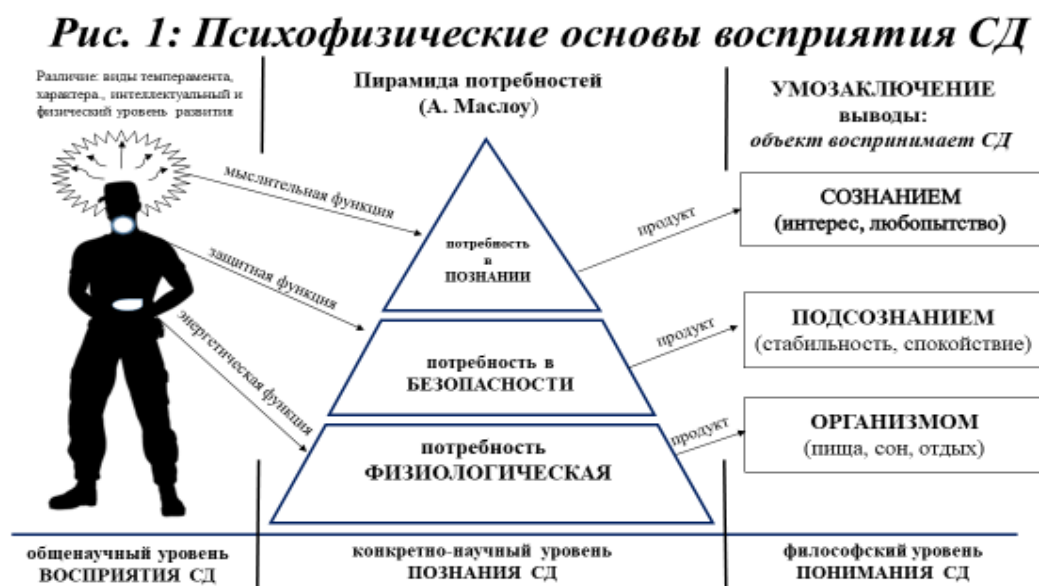 Рис. 1: Психофизические основы восприятия СД
Различие: виды темперамента,
характера., интеллектуальный и
физический уровень развития
мыслительная функция
защитная функция
энергетическая функция
Пирамида потребностей
(А. Маслоу)
потребность
в
ПОЗНАНИИ
потребность в
БЕЗОПАСНОСТИ
потребность
ФИЗИОЛОГИЧЕСКАЯ
продукт
продукт
продукт
УМОЗАКЛЮЧЕНИЕ
выводы:
объект воспринимает СД
СОЗНАНИЕМ
(интерес, любопытство)
ПОДСОЗНАНИЕМ
(стабильность, спокойствие)
ОРГАНИЗМОМ
(пища, сон, отдых)
общенаучный уровень
ВОСПРИЯТИЯ СД
конкретно-научный уровень
ПОЗНАНИЯ СД
философский уровень
ПОНИМАНИЯ СД